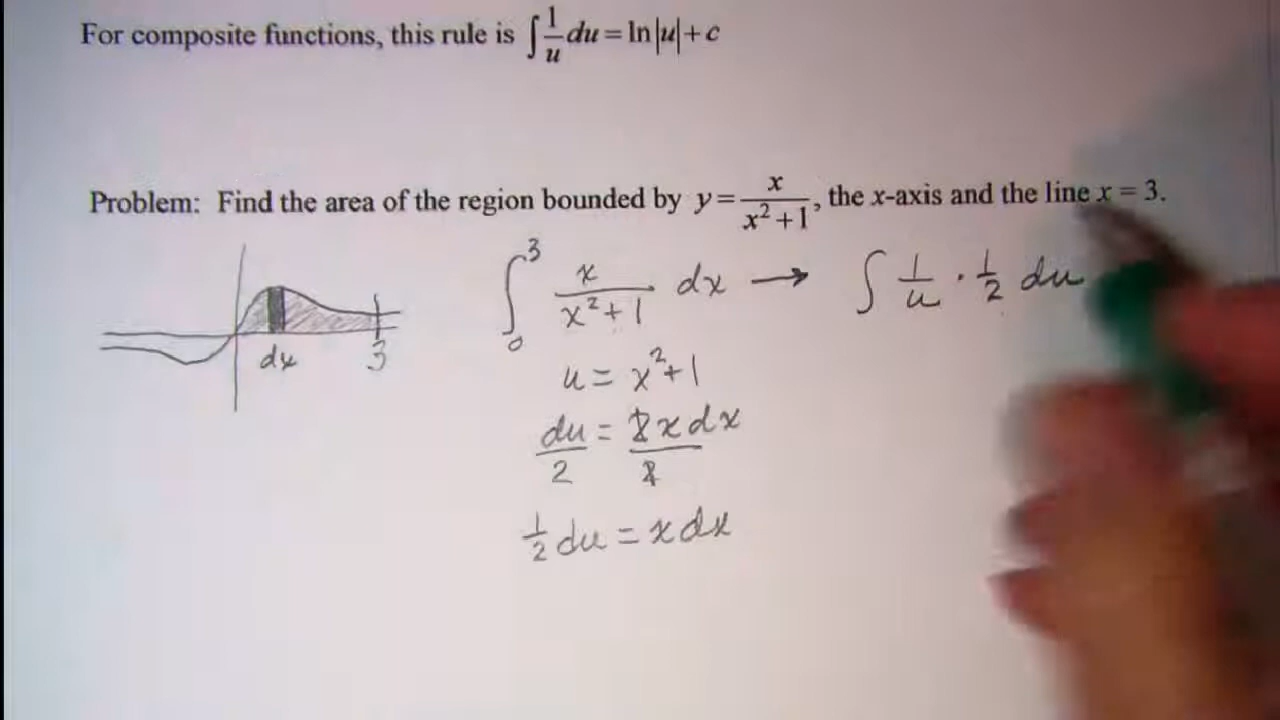 For composite functions, this rule is ∫ 1/u du = ln|u| + c
Problem: Find the area of the region bounded by y = x/(x² + 1), the x-axis and the line x = 3.
∫₀³ x/(x² + 1) dx → ∫ 1/u · 1/2 du
dx 3
u = x² + 1
du/2 = 2x dx/2
1/2 du = x dx